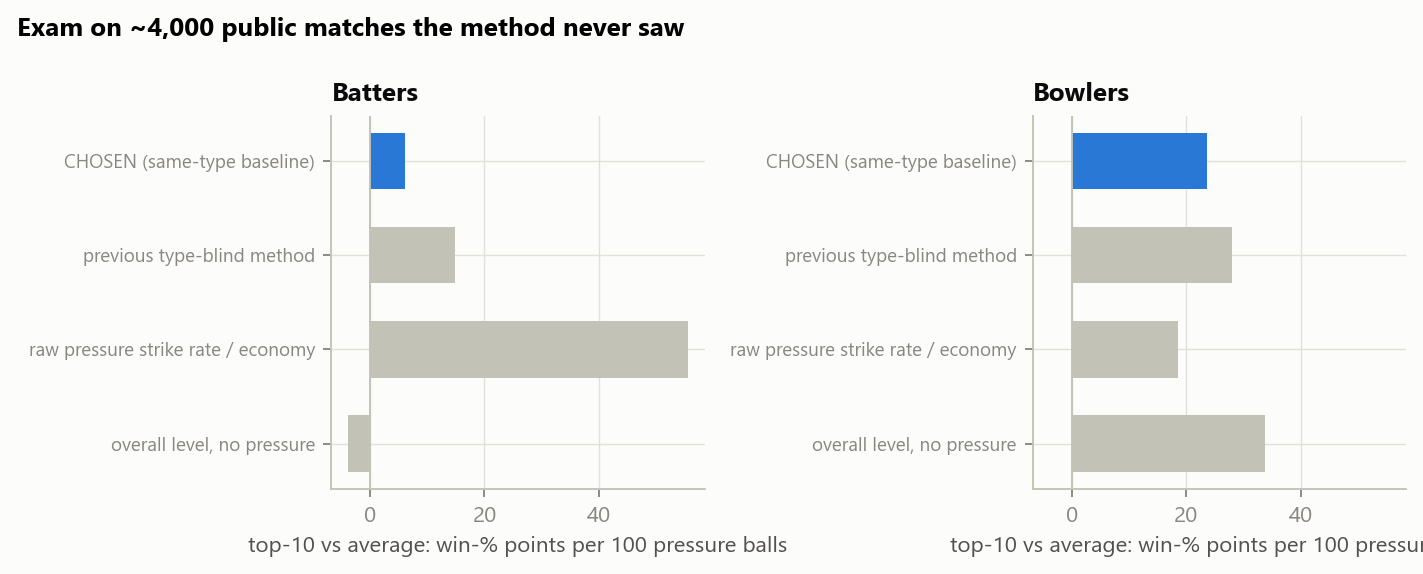 Exam on ~4,000 public matches the method never saw
Batters
CHOSEN (same-type baseline)
previous type-blind method
raw pressure strike rate / economy
overall level, no pressure
0 20 40
top-10 vs average: win-% points per 100 pressure balls
Bowlers
CHOSEN (same-type baseline)
previous type-blind method
raw pressure strike rate / economy
overall level, no pressure
0 20 40
top-10 vs average: win-% points per 100